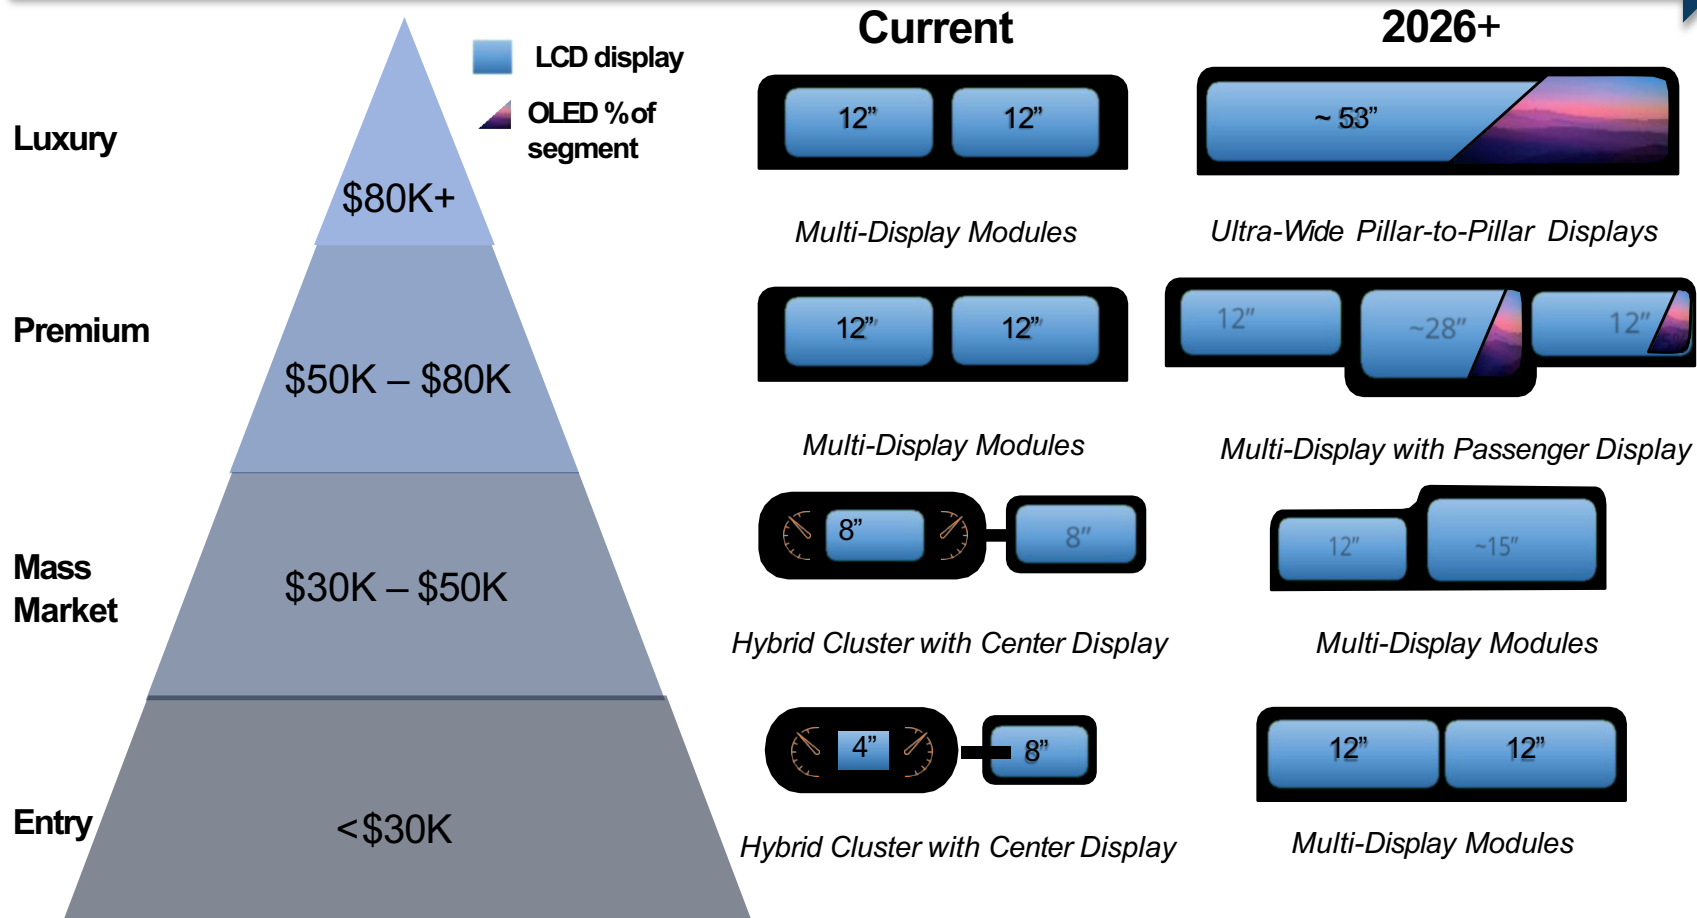 Current
2026+
LCD display
OLED % of
segment
Luxury
$80K+
12”
12”
~ 53”
Multi-Display Modules
Ultra-Wide Pillar-to-Pillar Displays
Premium
$50K – $80K
12”
12”
12”
~28”
12”
Multi-Display Modules
Multi-Display with Passenger Display
Mass
Market
$30K – $50K
8”
8”
12”
~15”
Hybrid Cluster with Center Display
Multi-Display Modules
Entry
<$30K
4”
8”
12”
12”
Hybrid Cluster with Center Display
Multi-Display Modules